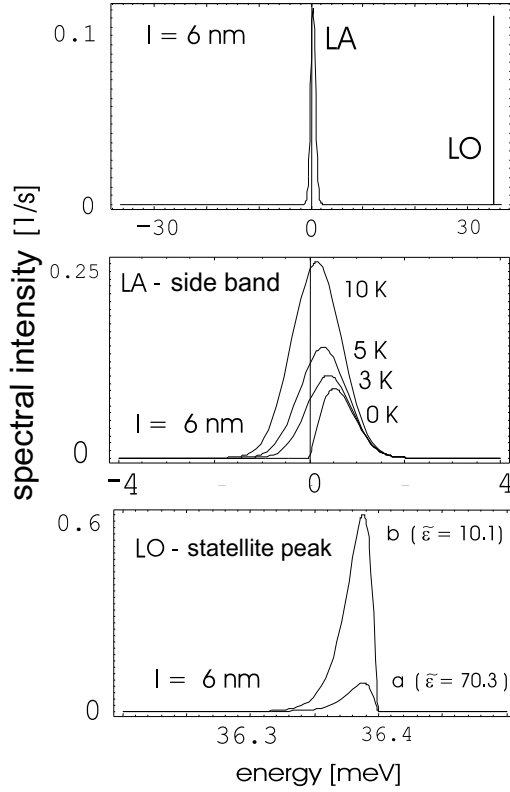 0.1
l = 6 nm
LA
LO
0
-30
0
30
spectral intensity [1/s]
0.25
LA - side band
10 K
5 K
3 K
0 K
l = 6 nm
0
-4
0
4
0.6
LO - statellite peak
b ( ε̃ = 10.1)
l = 6 nm
a ( ε̃ = 70.3)
0
36.3
36.4
energy [meV]